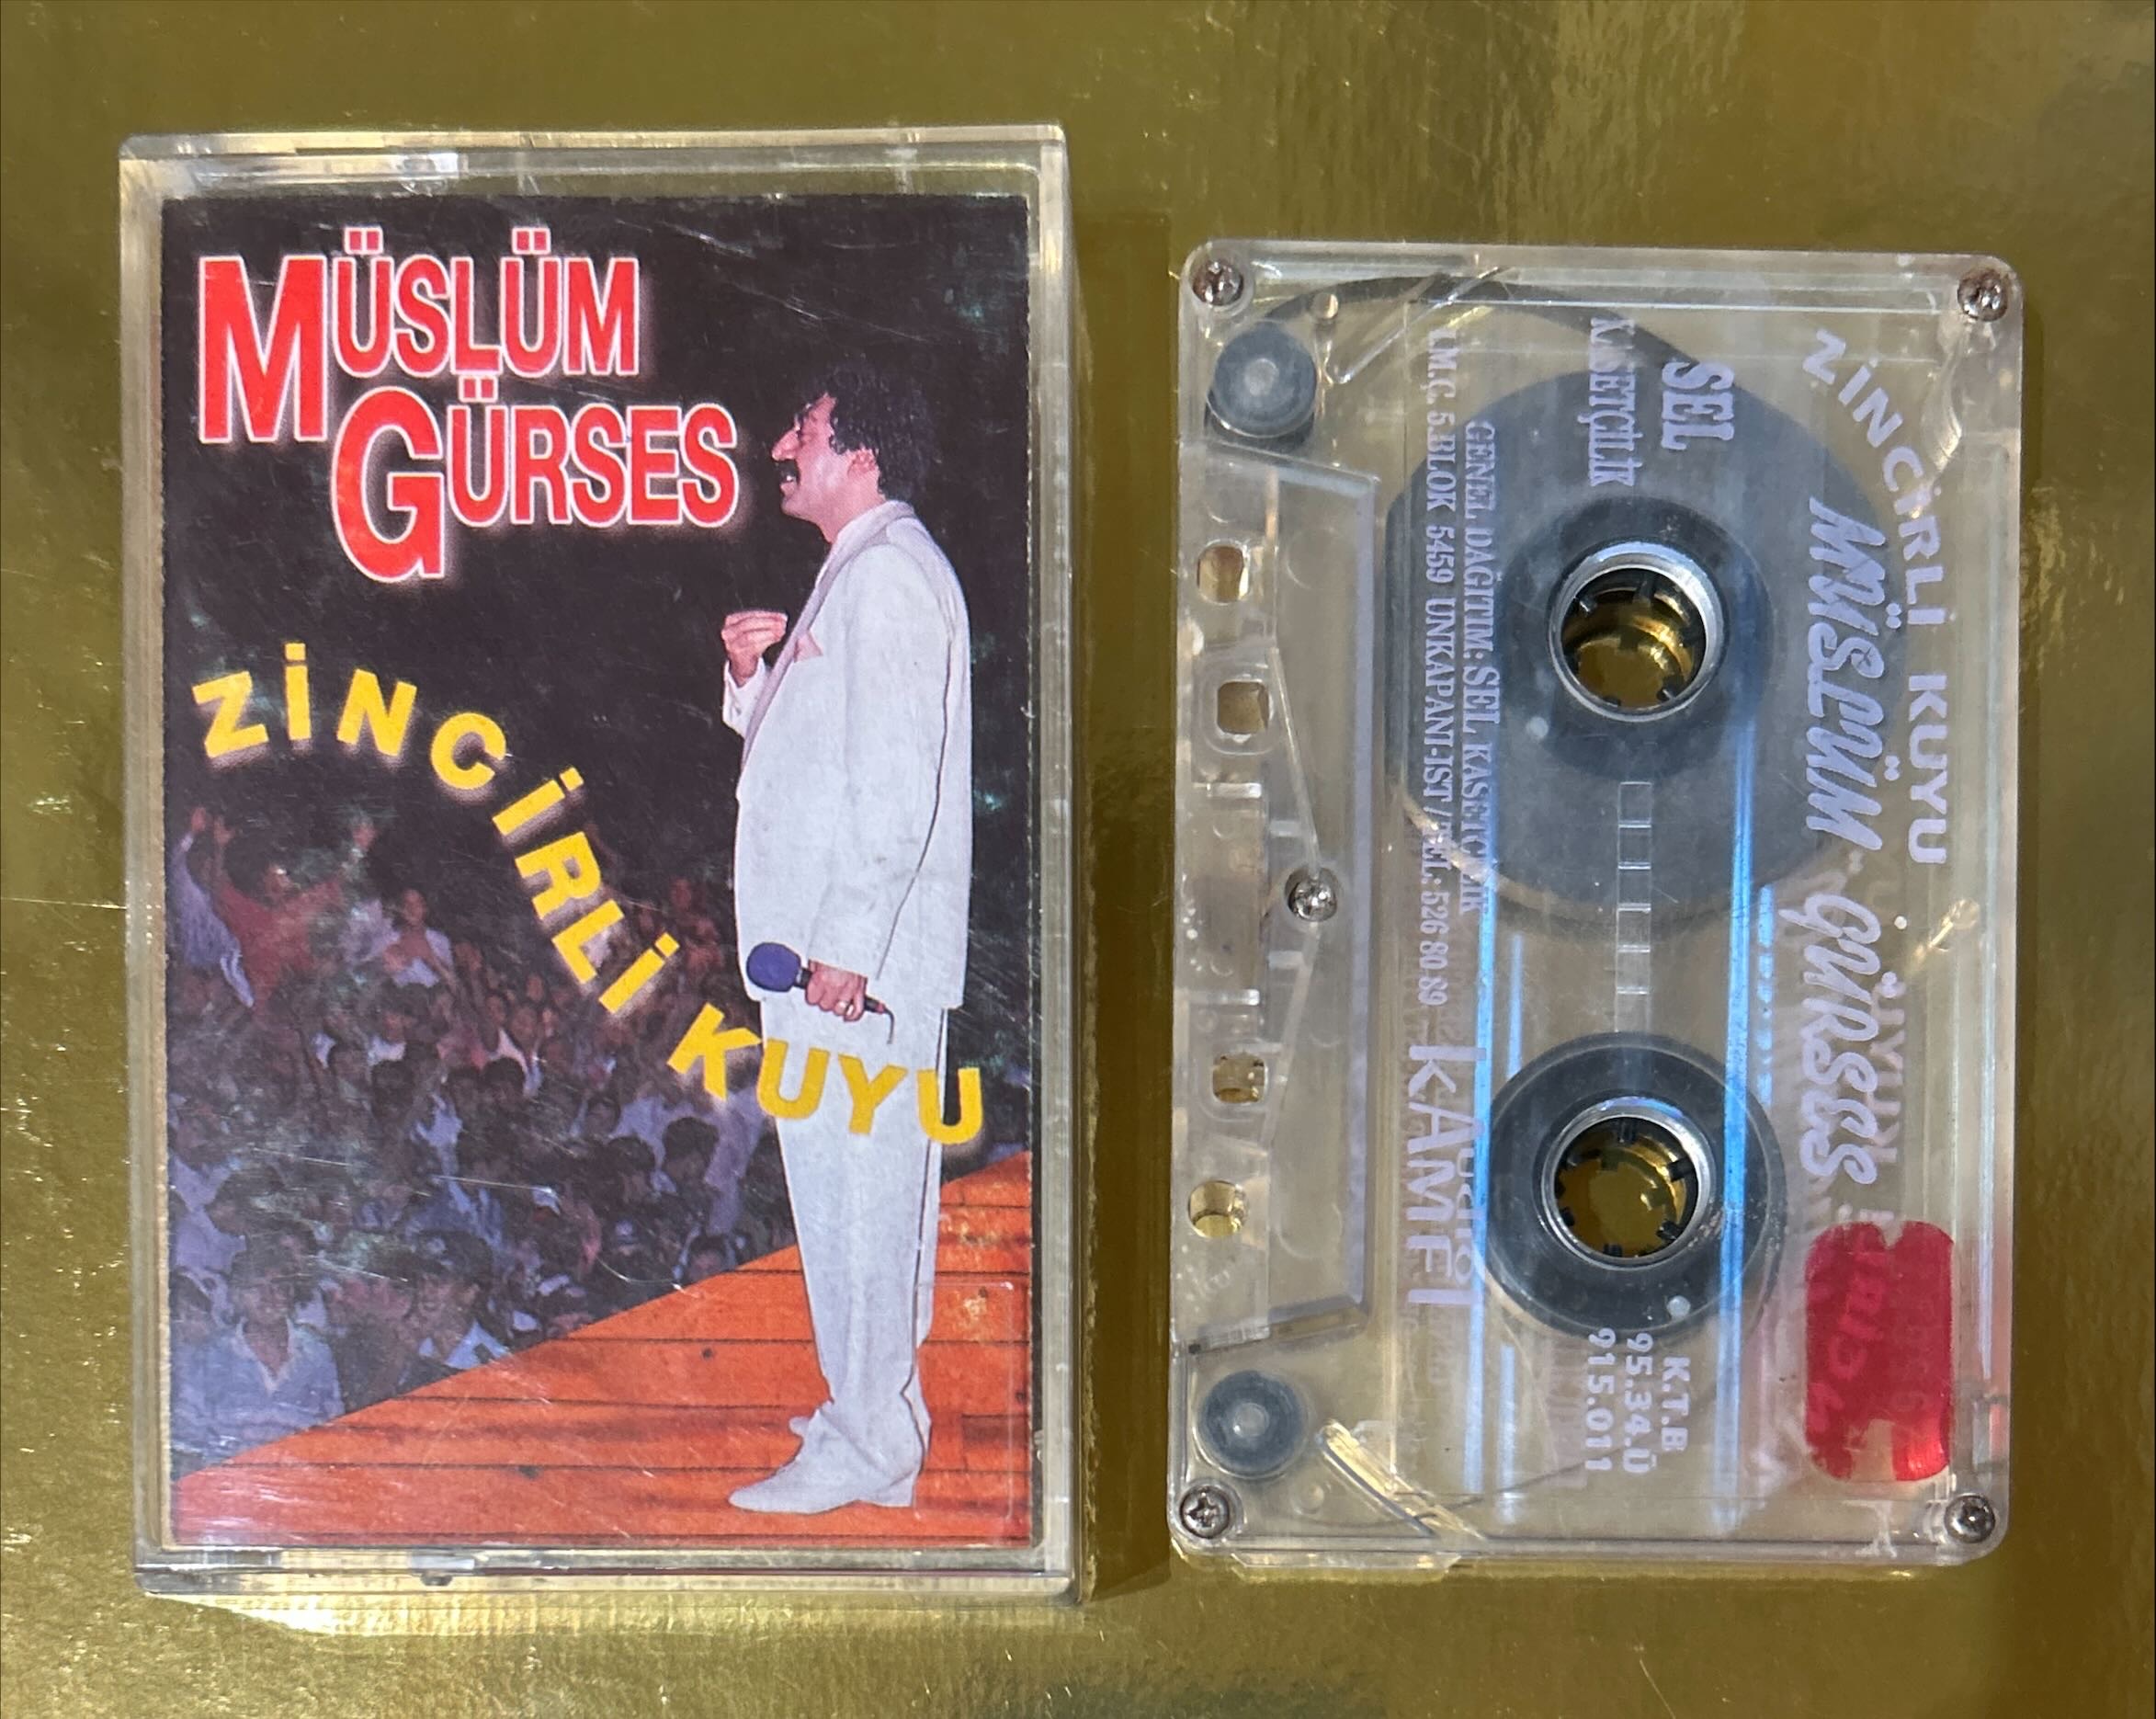 MÜSLÜM
GÜRSES
ZİNCİRLİ KUYU
ZİNCİRLİ KUYU
MÜSLÜM GÜRSES
SEL
KASETÇİLİK
GENEL DAĞITIM: SEL KASETÇİLİK
İ.M.Ç. 5.BLOK 5459 UNKAPANI-İST / TEL: 526 80 89
K.T.B
95.34.Ü
915.011